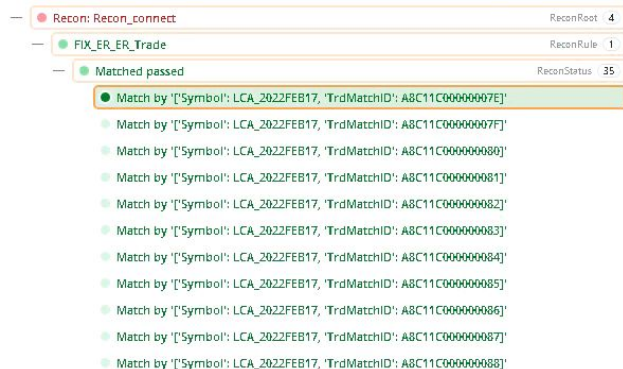 Recon: Recon_connect ReconRoot 4
FIX_ER_ER_Trade ReconRule 1
Matched passed ReconStatus 35
Match by '['Symbol': LCA_2022FEB17, 'TrdMatchID': A8C11C00000007E]'
Match by '['Symbol': LCA_2022FEB17, 'TrdMatchID': A8C11C00000007F]'
Match by '['Symbol': LCA_2022FEB17, 'TrdMatchID': A8C11C000000080]'
Match by '['Symbol': LCA_2022FEB17, 'TrdMatchID': A8C11C000000081]'
Match by '['Symbol': LCA_2022FEB17, 'TrdMatchID': A8C11C000000082]'
Match by '['Symbol': LCA_2022FEB17, 'TrdMatchID': A8C11C000000083]'
Match by '['Symbol': LCA_2022FEB17, 'TrdMatchID': A8C11C000000084]'
Match by '['Symbol': LCA_2022FEB17, 'TrdMatchID': A8C11C000000085]'
Match by '['Symbol': LCA_2022FEB17, 'TrdMatchID': A8C11C000000086]'
Match by '['Symbol': LCA_2022FEB17, 'TrdMatchID': A8C11C000000087]'
Match by '['Symbol': LCA_2022FEB17, 'TrdMatchID': A8C11C000000088]'